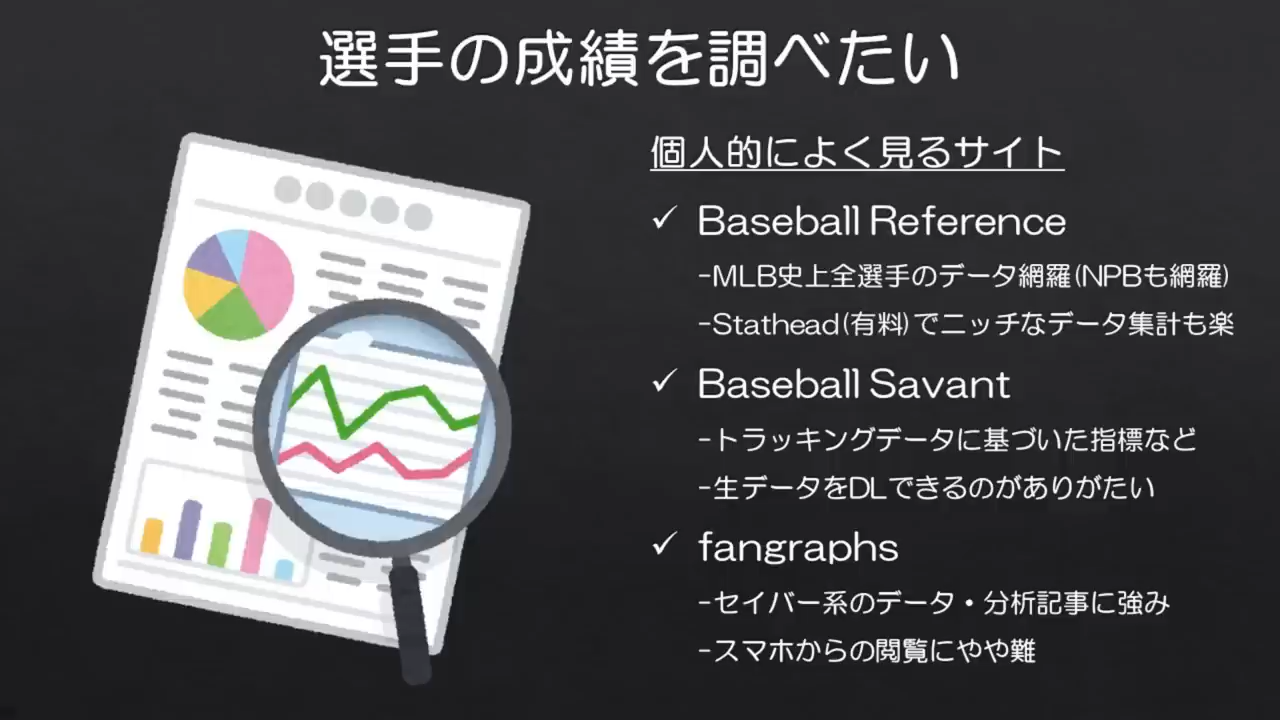 選手の成績を調べたい
個人的によく見るサイト
✓ Baseball Reference
-MLB史上全選手のデータ網羅(NPBも網羅)
-Stathead(有料)でニッチなデータ集計も楽
✓ Baseball Savant
-トラッキングデータに基づいた指標など
-生データをDLできるのがありがたい
✓ fangraphs
-セイバー系のデータ・分析記事に強み
-スマホからの閲覧にやや難